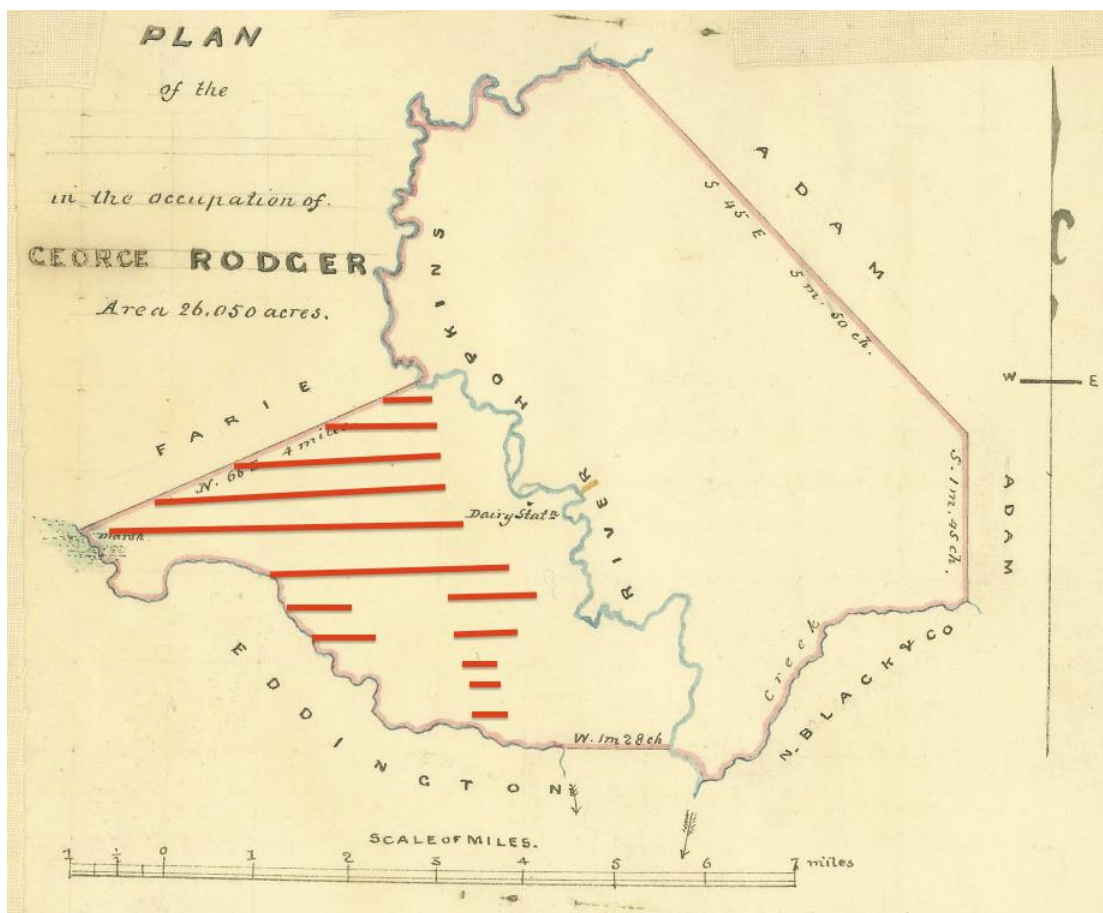 PLAN
of the
in the occupation of.
GEORGE RODGER
Area 26.050 acres.
ADAM
S 45 E
5 m. 50 ch.
HOPKINS
RIVER
FARIE
N. 66 E 4 miles.
marsh
Dairy Statn
W E
S. 1 m. 45 ch.
ADAM
Creek
N. BLACK & CO
EDDINGTON
W. 1m 28 ch
SCALE OF MILES.
1 ½ 0 1 2 3 4 5 6 7 miles